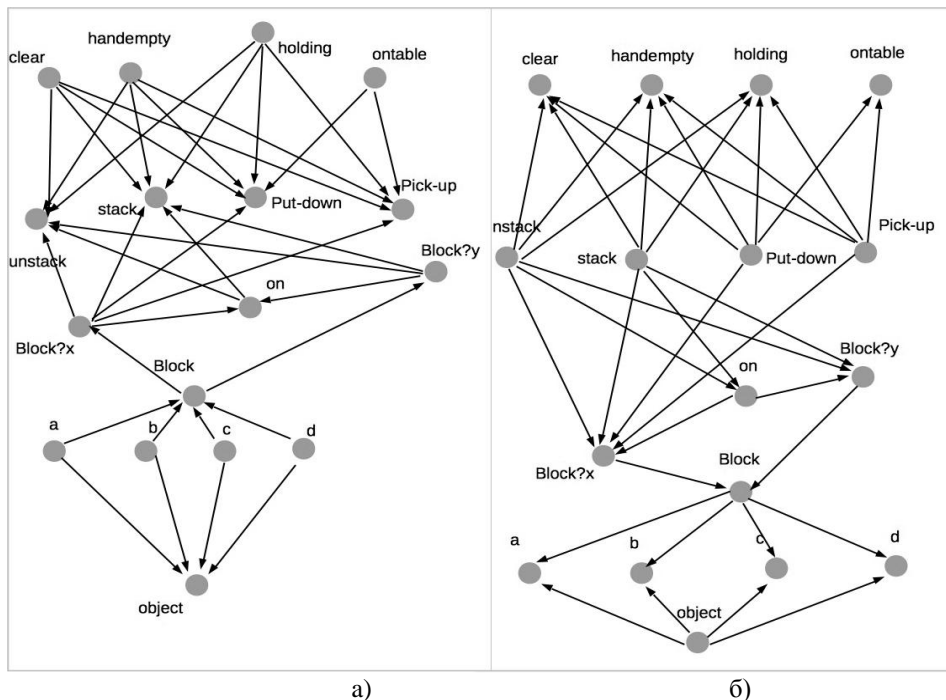 clear
handempty
holding
ontable
stack
Put-down
Pick-up
unstack
Block?y
on
Block?x
Block
a
b
c
d
object
clear
handempty
holding
ontable
nstack
stack
Put-down
Pick-up
Block?y
on
Block?x
Block
a
b
c
d
object
а)
б)